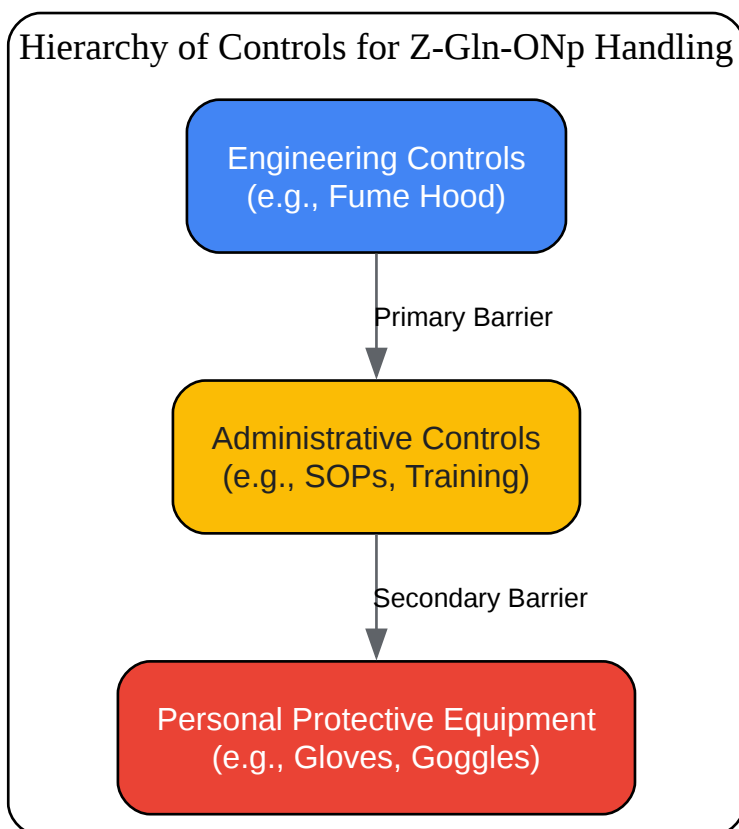 Hierarchy of Controls for Z-Gln-ONp Handling
Engineering Controls
(e.g., Fume Hood)
Primary Barrier
Administrative Controls
(e.g., SOPs, Training)
Secondary Barrier
Personal Protective Equipment
(e.g., Gloves, Goggles)